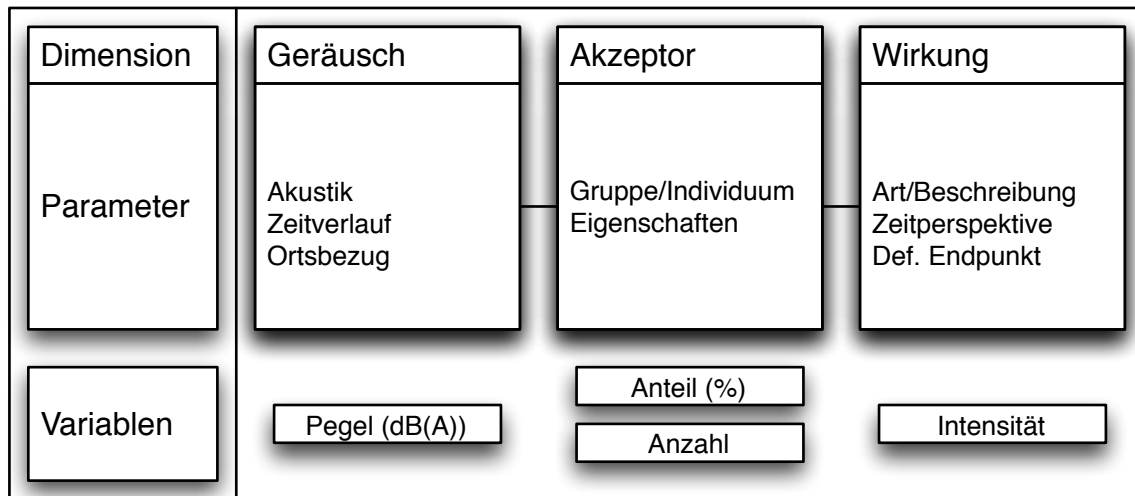 Dimension
Geräusch
Akzeptor
Wirkung
Parameter
Akustik
Zeitverlauf
Ortsbezug
Gruppe/Individuum
Eigenschaften
Art/Beschreibung
Zeitperspektive
Def. Endpunkt
Variablen
Pegel (dB(A))
Anteil (%)
Anzahl
Intensität